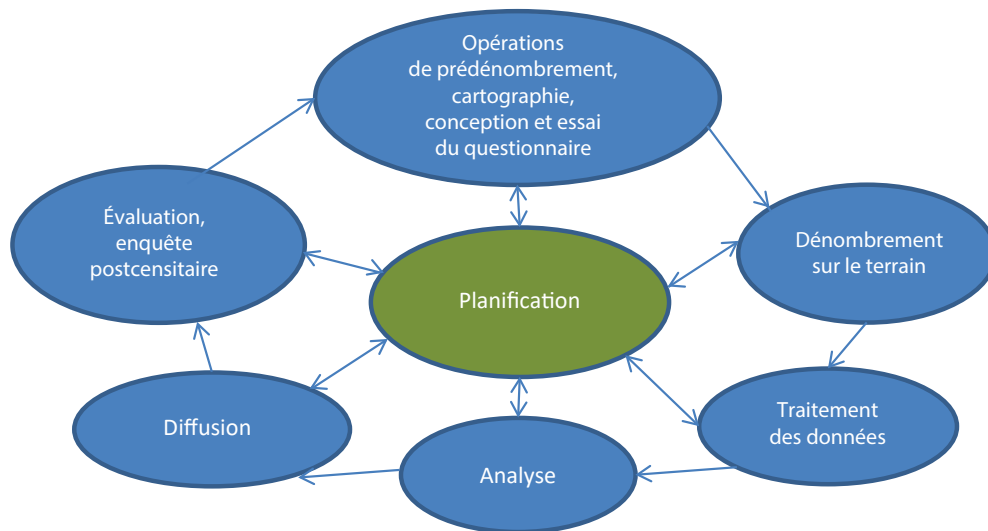 Opérations
de prédénombrement,
cartographie,
conception et essai
du questionnaire
Évaluation,
enquête
postcensitaire
Dénombrement
sur le terrain
Planification
Traitement
des données
Diffusion
Analyse